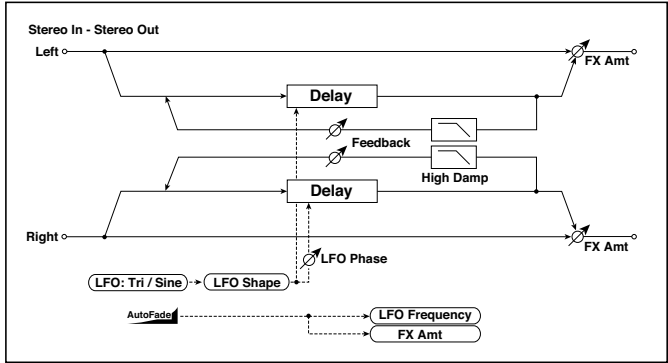 Stereo In - Stereo Out
Left
FX Amt
Delay
Feedback
High Damp
Delay
Right
FX Amt
LFO Phase
LFO: Tri / Sine
LFO Shape
AutoFade
LFO Frequency
FX Amt